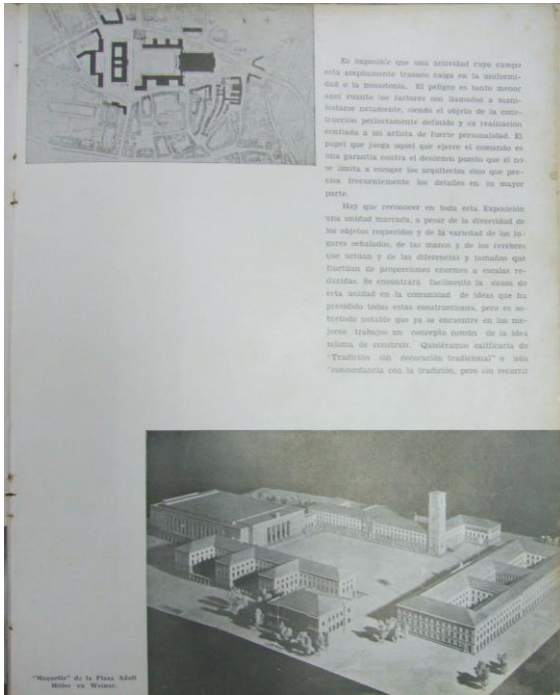 Es imposible que una actividad cuyo campo
está ampliamente trazado caiga en la uniformi-
dad o la monotonía. El peligro es tanto menor
aquí cuanto los factores son llamados a mani-
festarse netamente, siendo el objeto de la cons-
trucción perfectamente definido y su realización
confiada a un artista de fuerte personalidad. El
papel que juega aquel que ejerce el comando es
una garantía contra el desorden puesto que él no
se limita a escoger los arquitectos sino que pre-
cisa frecuentemente los detalles en su mayor
parte.
Hay que reconocer en toda esta Exposición
una unidad marcada, a pesar de la diversidad de
los objetos requeridos y de la variedad de los lu-
gares señalados, de las manos y de los cerebros
que actúan y de las diferencias y tamaños que
fluctúan de proporciones enormes a escalas re-
ducidas. Se encontrará facilmente la causa de
esta unidad en la comunidad de ideas que ha
presidido todas estas construcciones, pero es so-
bretodo notable que ya se encuentre en los me-
jores trabajos un concepto común de la idea
misma de construir. Quisiéramos calificarla de
"Tradición sin decoración tradicional" o aún
"concordancia con la tradición, pero sin recurrir
"Maquette" de la Plaza Adolf
Hitler en Weimar.